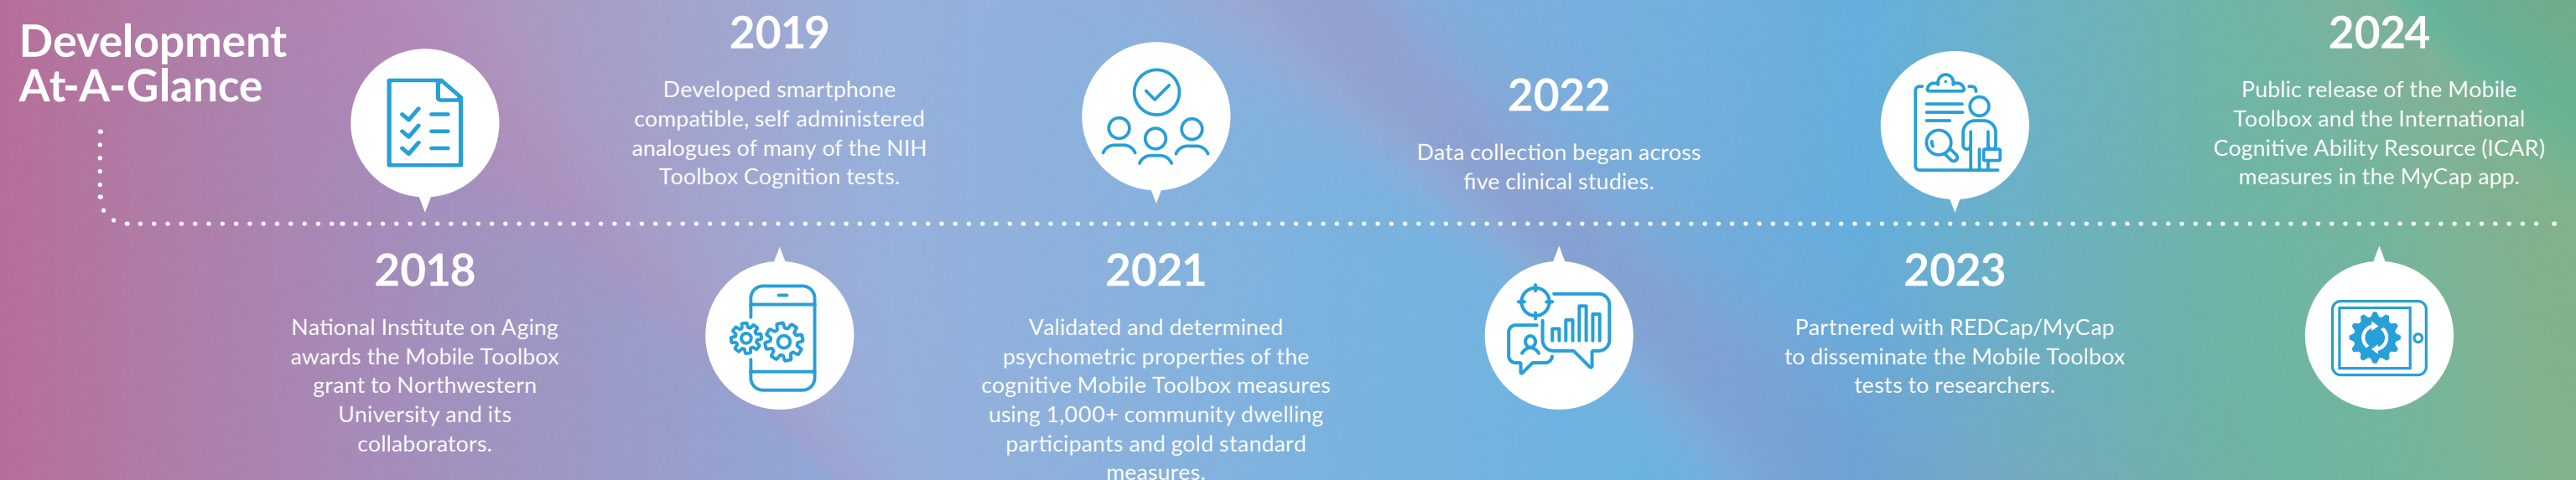 Development
At-A-Glance
2018
National Institute on Aging
awards the Mobile Toolbox
grant to Northwestern
University and its
collaborators.
2019
Developed smartphone
compatible, self administered
analogues of many of the NIH
Toolbox Cognition tests.
2021
Validated and determined
psychometric properties of the
cognitive Mobile Toolbox measures
using 1,000+ community dwelling
participants and gold standard
measures.
2022
Data collection began across
five clinical studies.
2023
Partnered with REDCap/MyCap
to disseminate the Mobile Toolbox
tests to researchers.
2024
Public release of the Mobile
Toolbox and the International
Cognitive Ability Resource (ICAR)
measures in the MyCap app.